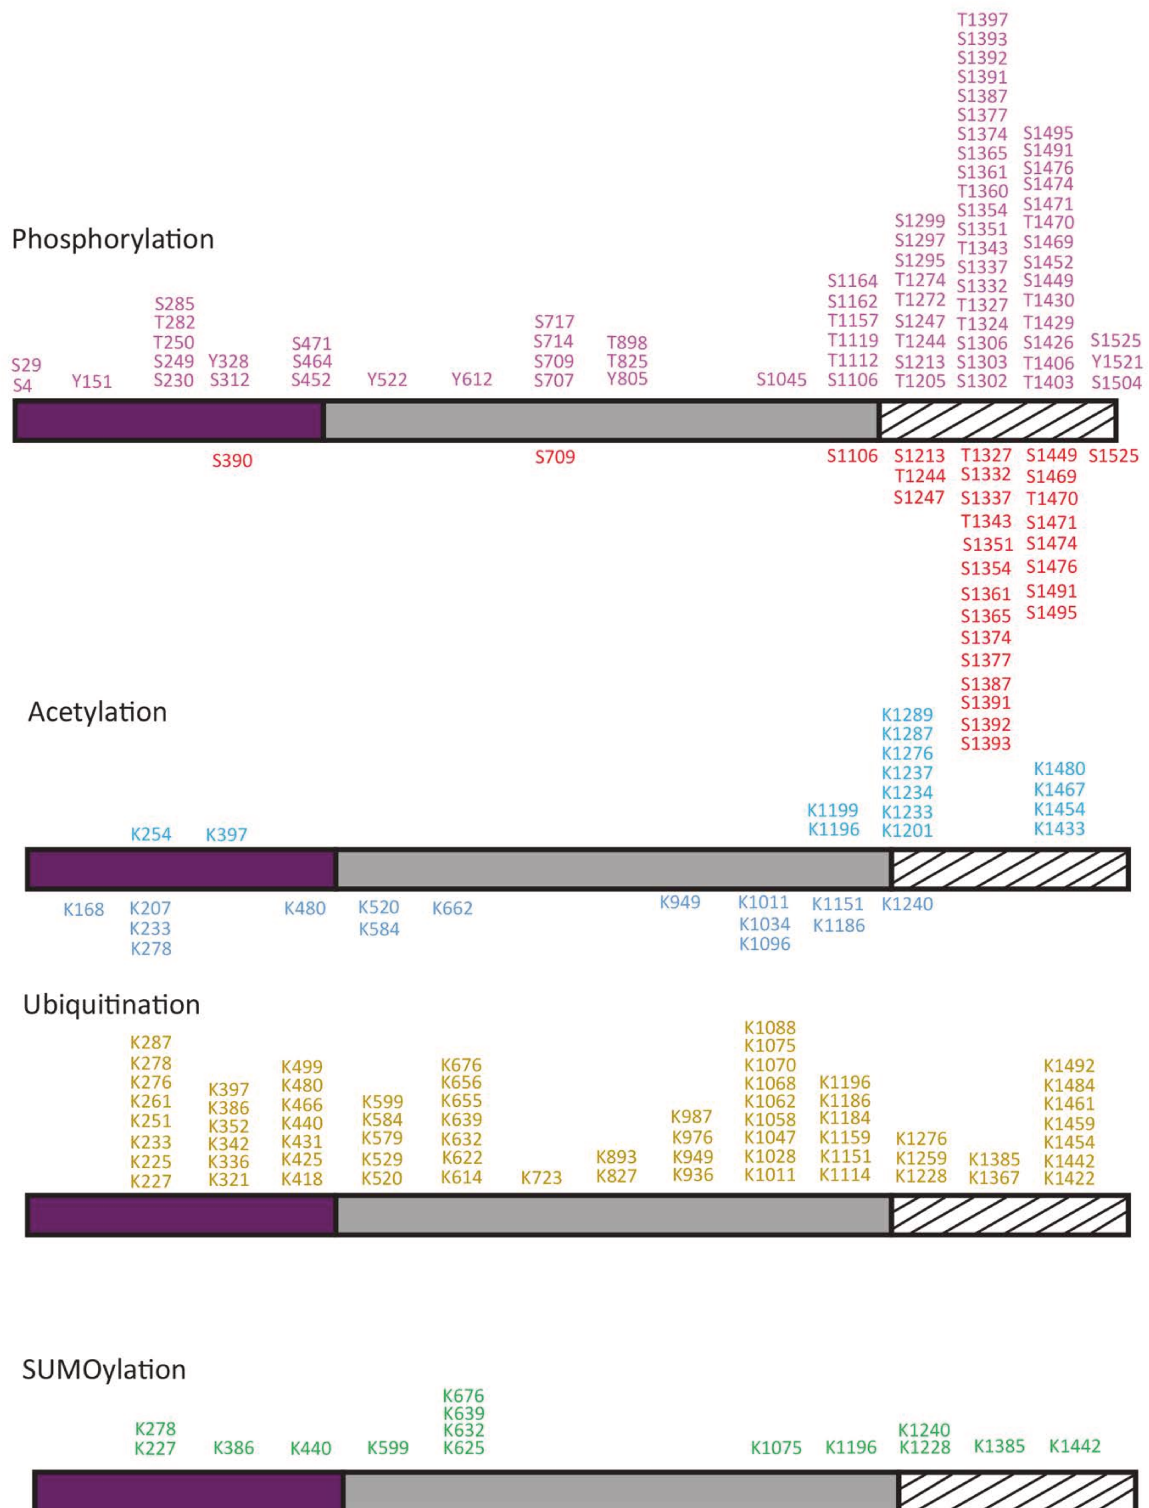 Phosphorylation
S29
S4
Y151
S285
T282
T250
S249
S230
Y328
S312
S471
S464
S452
Y522
Y612
S717
S714
S709
S707
T898
T825
Y805
S1045
S1164
S1162
T1157
T1119
T1112
S1106
S1299
S1297
S1295
T1274
T1272
S1247
T1244
S1213
T1205
T1397
S1393
S1392
S1391
S1387
S1377
S1374
S1365
S1361
T1360
S1354
S1351
T1343
S1337
S1332
T1327
T1324
S1306
S1303
S1302
S1495
S1491
S1476
S1474
S1471
T1470
S1469
S1452
S1449
T1430
T1429
S1426
T1406
T1403
S1525
Y1521
S1504
S390
S709
S1106
S1213
T1244
S1247
T1327
S1332
S1337
T1343
S1351
S1354
S1361
S1365
S1374
S1377
S1387
S1391
S1392
S1393
S1449
S1469
T1470
S1471
S1474
S1476
S1491
S1495
S1525
Acetylation
K254
K397
K1199
K1196
K1289
K1287
K1276
K1237
K1234
K1233
K1201
K1480
K1467
K1454
K1433
K168
K207
K233
K278
K480
K520
K584
K662
K949
K1011
K1034
K1096
K1151
K1186
K1240
Ubiquitination
K287
K278
K276
K261
K251
K233
K225
K227
K397
K386
K352
K342
K336
K321
K499
K480
K466
K440
K431
K425
K418
K599
K584
K579
K529
K520
K676
K656
K655
K639
K632
K622
K614
K723
K893
K827
K987
K976
K949
K936
K1088
K1075
K1070
K1068
K1062
K1058
K1047
K1028
K1011
K1196
K1186
K1184
K1159
K1151
K1114
K1276
K1259
K1228
K1385
K1367
K1492
K1484
K1461
K1459
K1454
K1442
K1422
SUMOylation
K278
K227
K386
K440
K599
K676
K639
K632
K625
K1075
K1196
K1240
K1228
K1385
K1442